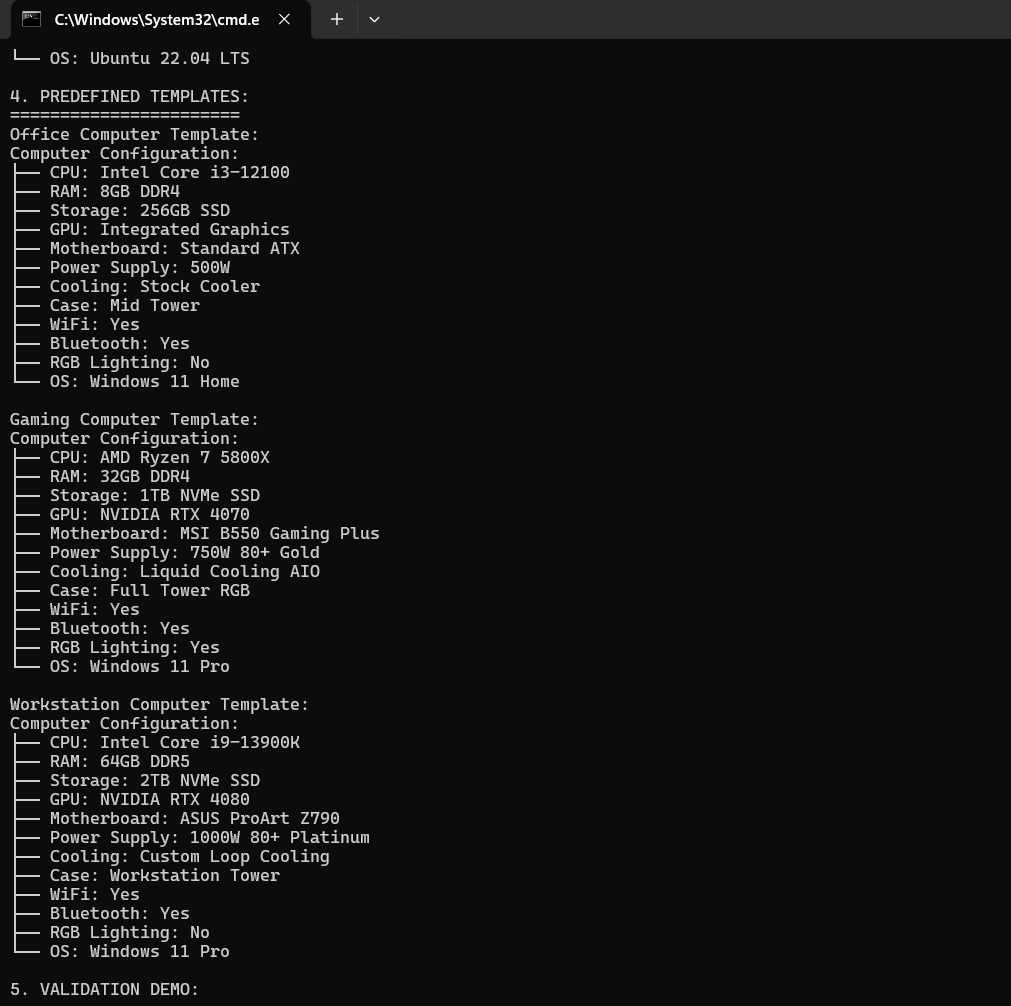 C:\Windows\System32\cmd.e
└── OS: Ubuntu 22.04 LTS
4. PREDEFINED TEMPLATES:
=======================
Office Computer Template:
Computer Configuration:
├── CPU: Intel Core i3-12100
├── RAM: 8GB DDR4
├── Storage: 256GB SSD
├── GPU: Integrated Graphics
├── Motherboard: Standard ATX
├── Power Supply: 500W
├── Cooling: Stock Cooler
├── Case: Mid Tower
├── WiFi: Yes
├── Bluetooth: Yes
├── RGB Lighting: No
└── OS: Windows 11 Home
Gaming Computer Template:
Computer Configuration:
├── CPU: AMD Ryzen 7 5800X
├── RAM: 32GB DDR4
├── Storage: 1TB NVMe SSD
├── GPU: NVIDIA RTX 4070
├── Motherboard: MSI B550 Gaming Plus
├── Power Supply: 750W 80+ Gold
├── Cooling: Liquid Cooling AIO
├── Case: Full Tower RGB
├── WiFi: Yes
├── Bluetooth: Yes
├── RGB Lighting: Yes
└── OS: Windows 11 Pro
Workstation Computer Template:
Computer Configuration:
├── CPU: Intel Core i9-13900K
├── RAM: 64GB DDR5
├── Storage: 2TB NVMe SSD
├── GPU: NVIDIA RTX 4080
├── Motherboard: ASUS ProArt Z790
├── Power Supply: 1000W 80+ Platinum
├── Cooling: Custom Loop Cooling
├── Case: Workstation Tower
├── WiFi: Yes
├── Bluetooth: Yes
├── RGB Lighting: No
└── OS: Windows 11 Pro
5. VALIDATION DEMO: